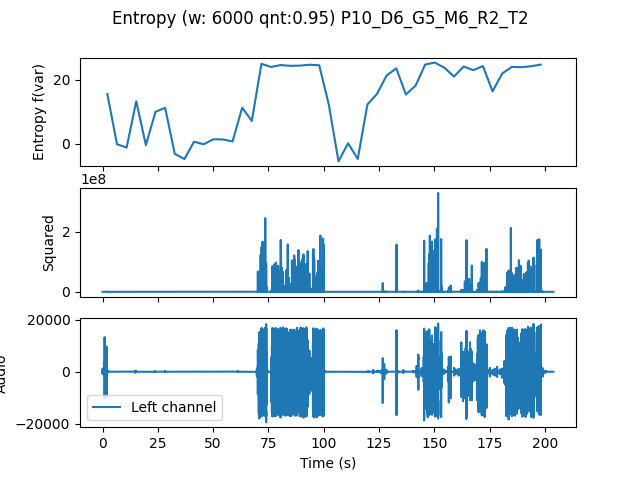 Entropy (w: 6000 qnt:0.95) P10_D6_G5_M6_R2_T2
Entropy f(var)
20
0
1e8
Squared
2
0
Audio
20000
0
−20000
Left channel
0 25 50 75 100 125 150 175 200
Time (s)